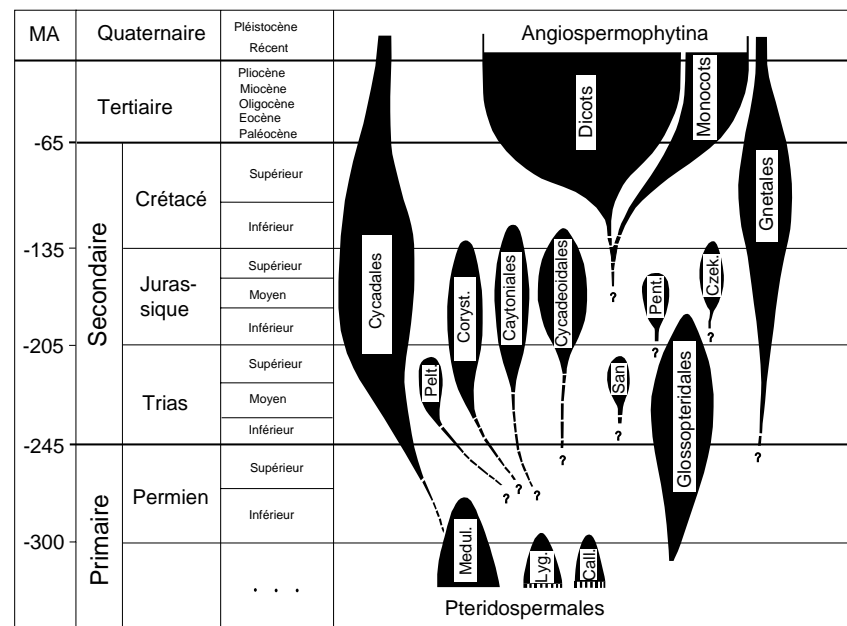 MA
Quaternaire
Pléistocène
Récent
Angiospermophytina
Tertiaire
Pliocène
Miocène
Oligocène
Eocène
Paléocène
Dicots
Monocots
-65
Secondaire
Crétacé
Supérieur
Inférieur
Gnetales
-135
Juras-
sique
Supérieur
Moyen
Inférieur
Cycadales
Coryst.
Caytoniales
Cycadeoidales
?
Pent.
?
Czek.
?
-205
Trias
Supérieur
Moyen
Inférieur
Pelt.
San
?
Glossopteridales
-245
?
?
Primaire
Permien
Supérieur
Inférieur
? ?
-300
. . .
Medul.
Lyg.
Call.
Pteridospermales